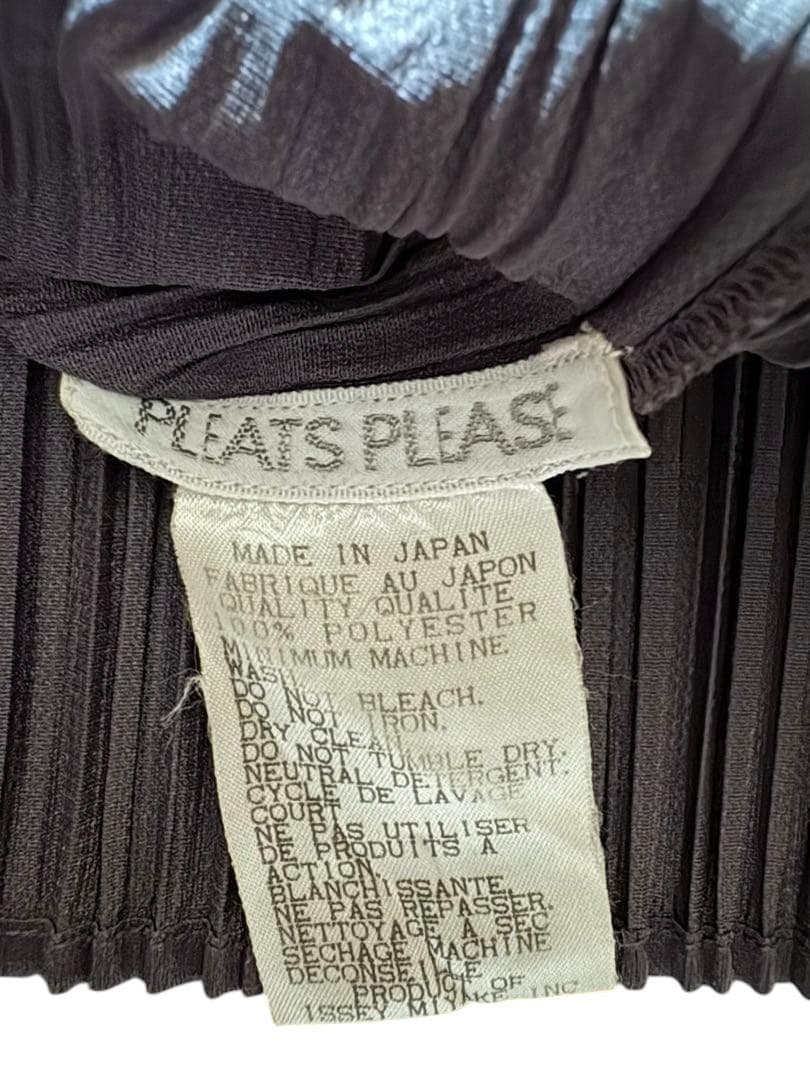 PLEATS PLEASE
MADE IN JAPAN
FABRIQUE AU JAPON
QUALITY QUALITE
100% POLYESTER
MINIMUM MACHINE
WASH
DO NOT BLEACH.
DO NOT IRON.
DRY CLEAN
DO NOT TUMBLE DRY.
NEUTRAL DETERGENT.
CYCLE DE LAVAGE
COURT
NE PAS UTILISER
DE PRODUITS A
ACTION.
BLANCHISSANTE.
NE PAS REPASSER.
NETTOYAGE A SEC
SECHAGE MACHINE
DECONSEILLE
PRODUCT OF
ISSEY MIYAKE INC